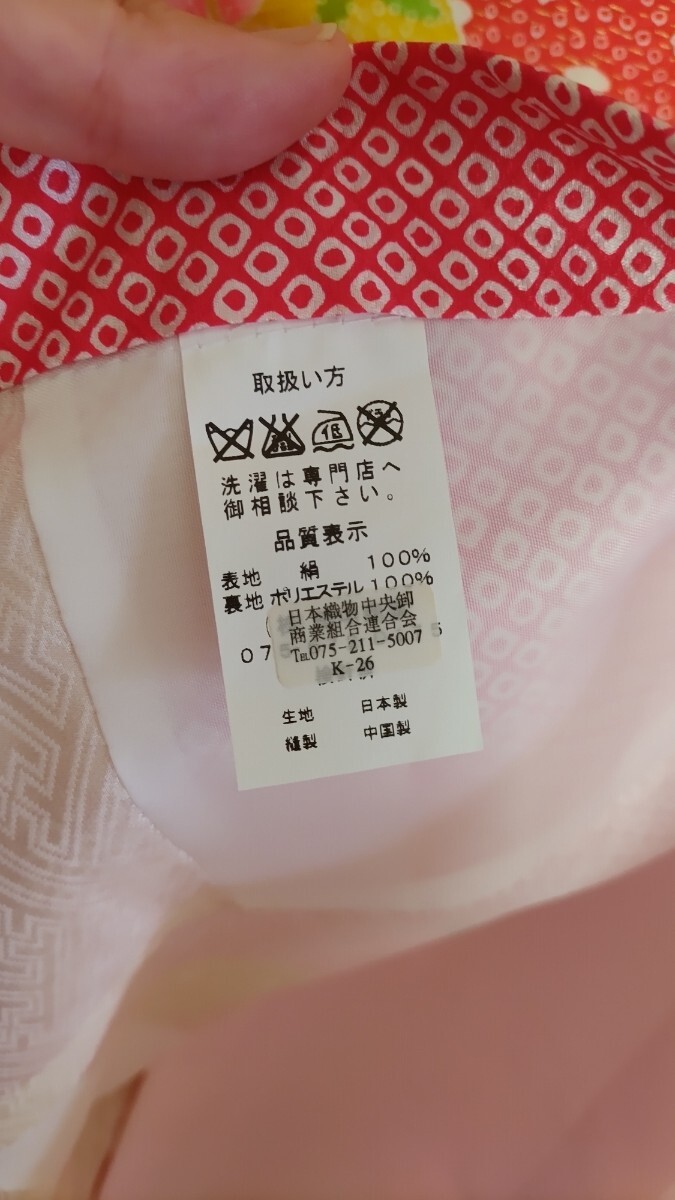 取扱い方
低
洗濯は専門店へ
御相談下さい。
品質表示
表地 絹 100%
裏地 ポリエステル 100%
日本織物中央卸
商業組合連合会
TEL075-211-5007
K-26
075
5
生地 日本製
縫製 中国製